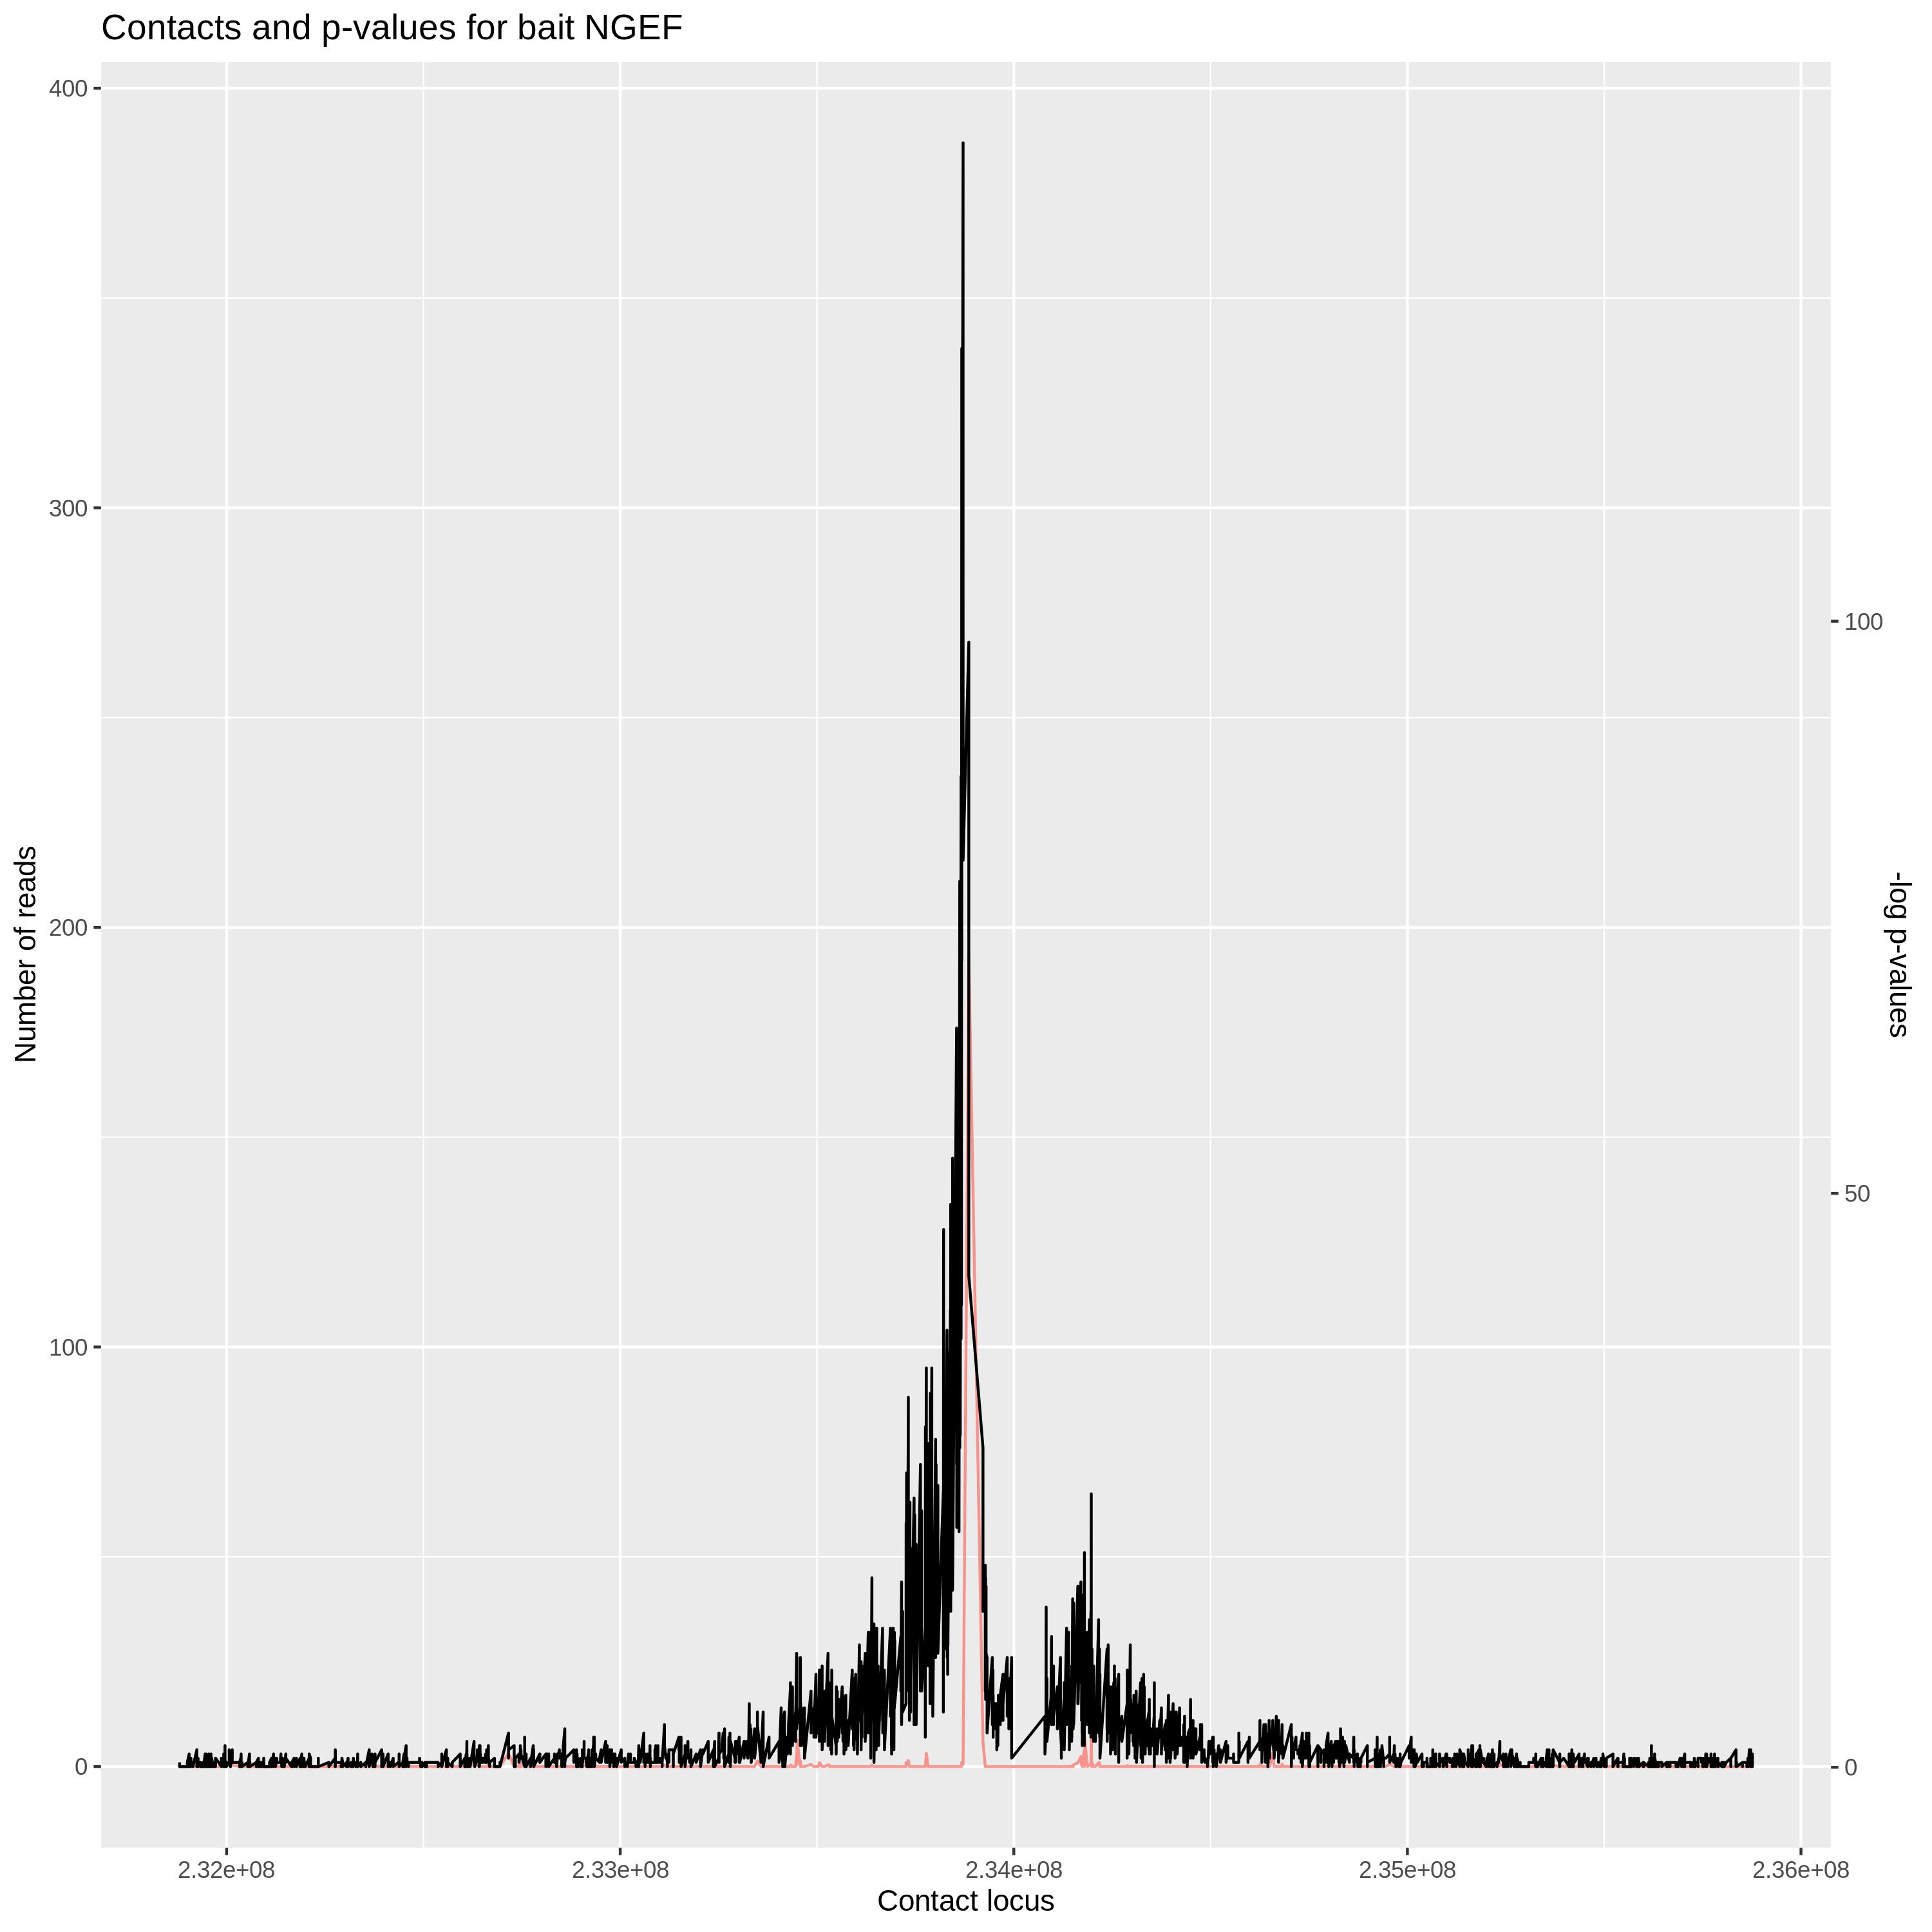 Contacts and p-values for bait NGEF
400
300
200
100
0
Number of reads
100
50
0
-log p-values
2.32e+08
2.33e+08
2.34e+08
2.35e+08
2.36e+08
Contact locus